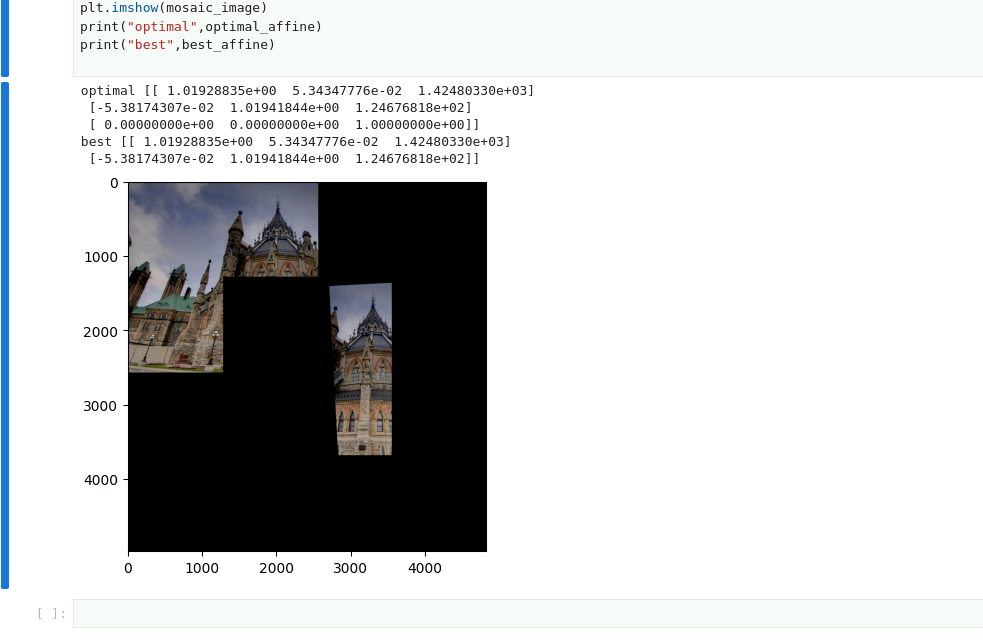 plt.imshow(mosaic_image)
print("optimal",optimal_affine)
print("best",best_affine)
optimal [[ 1.01928835e+00  5.34347776e-02  1.42480330e+03]
 [-5.38174307e-02  1.01941844e+00  1.24676818e+02]
 [ 0.00000000e+00  0.00000000e+00  1.00000000e+00]]
best [[ 1.01928835e+00  5.34347776e-02  1.42480330e+03]
 [-5.38174307e-02  1.01941844e+00  1.24676818e+02]]
0
1000
2000
3000
4000
0 1000 2000 3000 4000
[ ]: